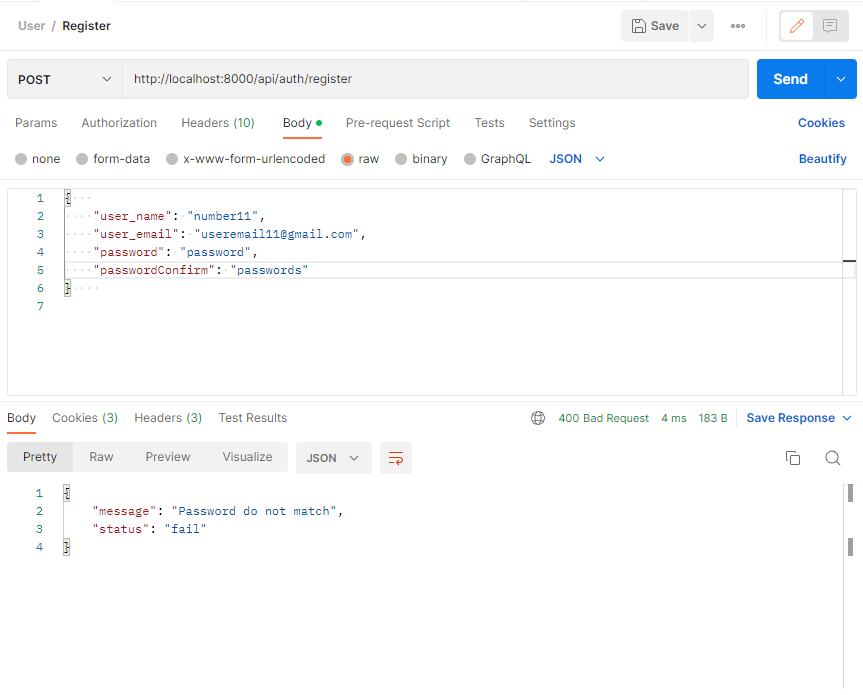 User / Register
Save
POST
http://localhost:8000/api/auth/register
Send
Params Authorization Headers (10) Body Pre-request Script Tests Settings Cookies
none form-data x-www-form-urlencoded raw binary GraphQL JSON Beautify
1 {
2 "user_name": "number11",
3 "user_email": "useremail11@gmail.com",
4 "password": "password",
5 "passwordConfirm": "passwords"
6 }
7
Body Cookies (3) Headers (3) Test Results 400 Bad Request 4 ms 183 B Save Response
Pretty Raw Preview Visualize JSON
1 {
2 "message": "Password do not match",
3 "status": "fail"
4 }